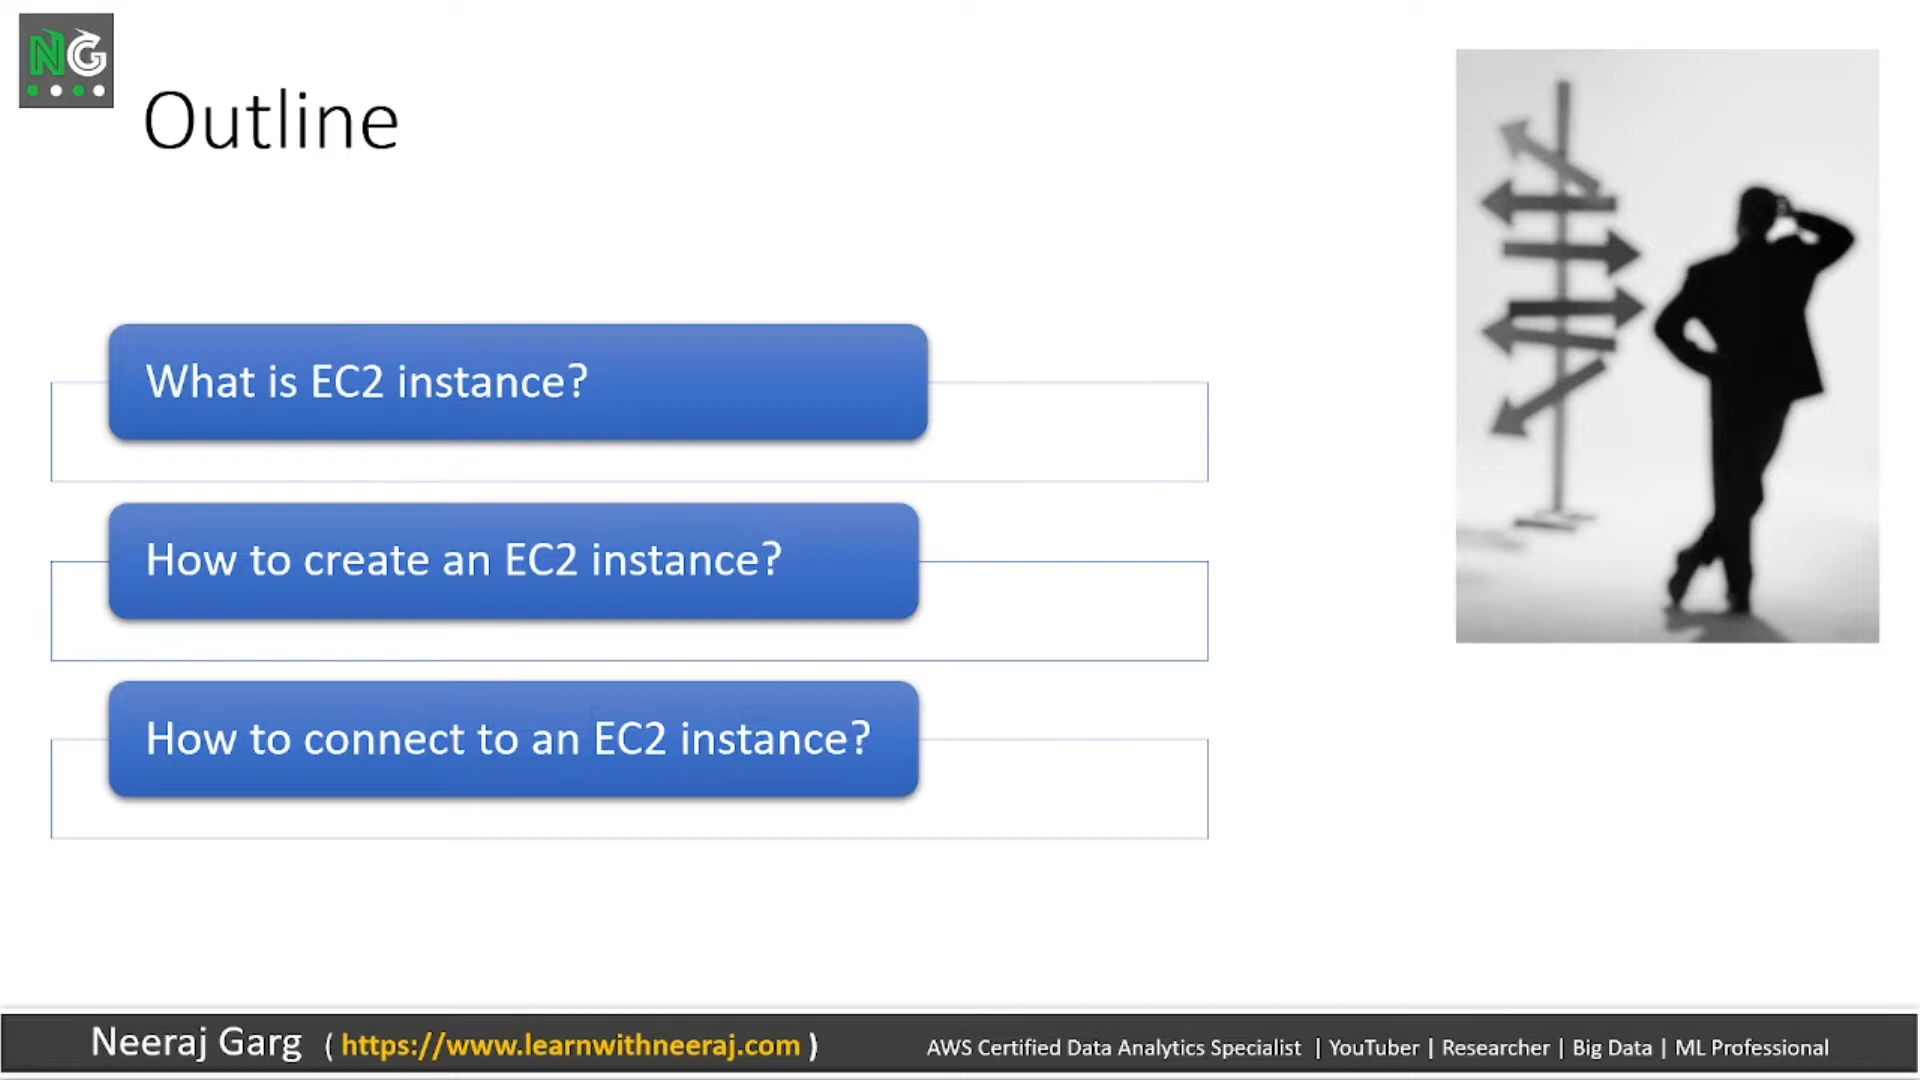 NG
Outline
What is EC2 instance?
How to create an EC2 instance?
How to connect to an EC2 instance?
Neeraj Garg ( https://www.learnwithneeraj.com ) AWS Certified Data Analytics Specialist | YouTuber | Researcher | Big Data | ML Professional